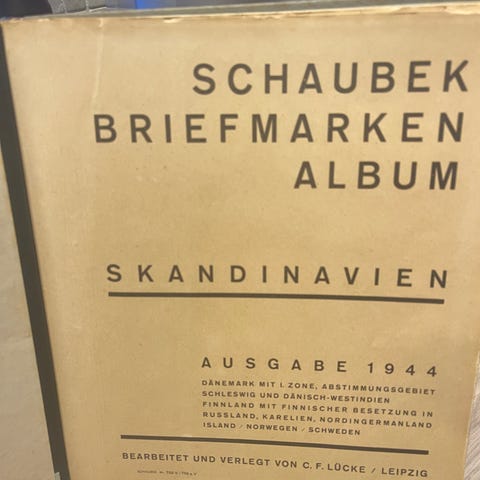 SCHAUBEK
BRIEFMARKEN
ALBUM
SKANDINAVIEN
AUSGABE 1944
DÄNEMARK MIT I. ZONE, ABSTIMMUNGSGEBIET
SCHLESWIG UND DÄNISCH-WESTINDIEN
FINNLAND MIT FINNISCHER BESETZUNG IN
RUSSLAND, KARELIEN, NORDINGERMANLAND
ISLAND / NORWEGEN / SCHWEDEN
BEARBEITET UND VERLEGT VON C. F. LÜCKE / LEIPZIG